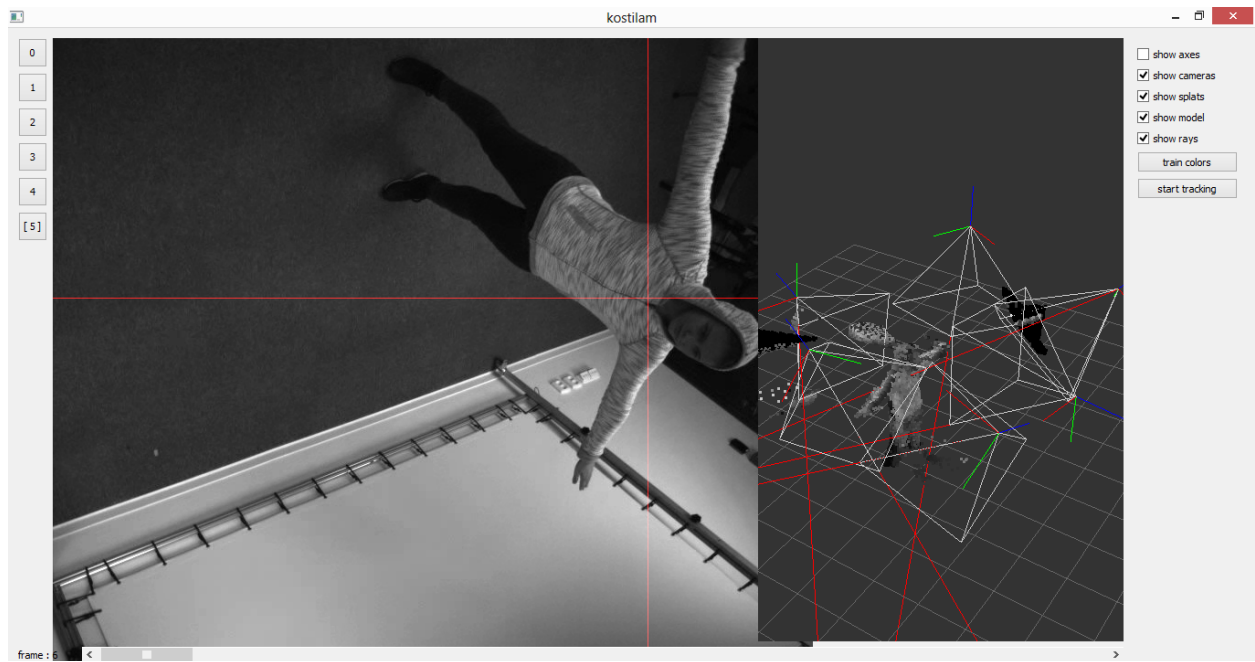 kostilam
0
1
2
3
4
[ 5 ]
show axes
show cameras
show splats
show model
show rays
train colors
start tracking
frame : 6